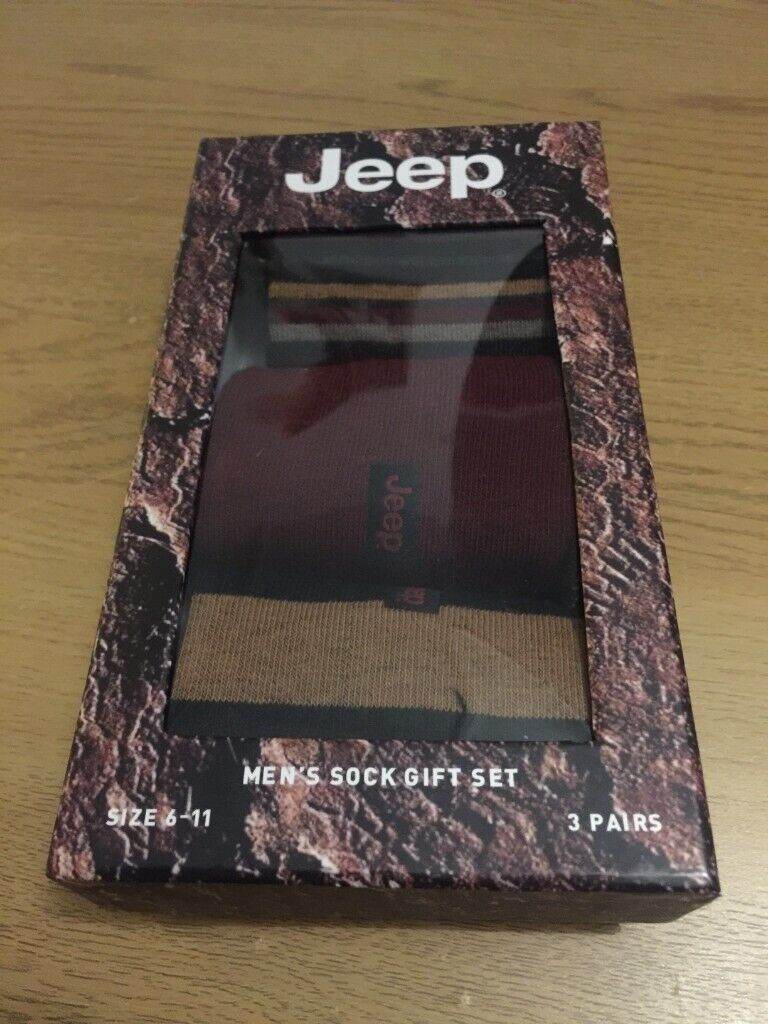 Jeep®
Jeep
MEN'S SOCK GIFT SET
SIZE 6-11
3 PAIRS